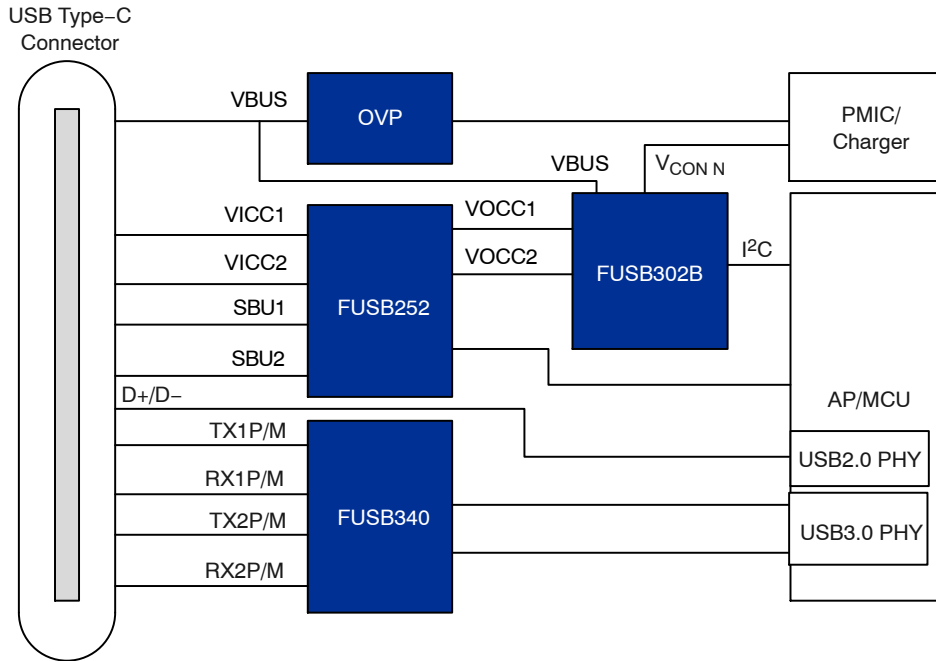 USB Type−C
Connector
VBUS
OVP
PMIC/
Charger
VBUS
V_CON N
VICC1
VOCC1
VICC2
VOCC2
I²C
FUSB302B
SBU1
FUSB252
SBU2
D+/D−
AP/MCU
TX1P/M
USB2.0 PHY
RX1P/M
TX2P/M
FUSB340
USB3.0 PHY
RX2P/M